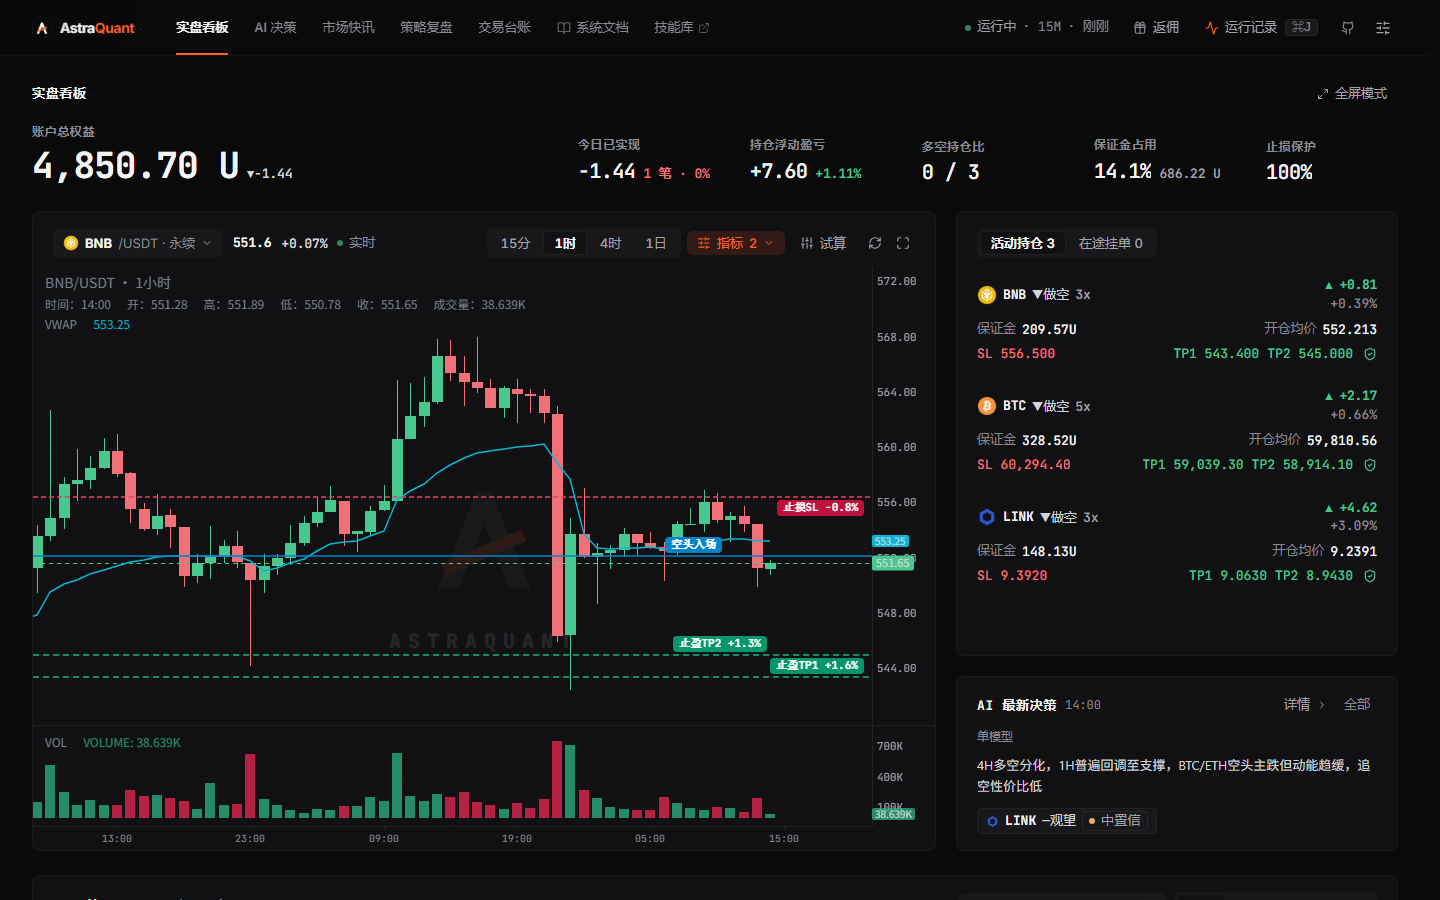 AstraQuant 实盘看板 AI 决策 市场快讯 策略复盘 交易台账 系统文档 技能库 运行中 · 15M · 刚刚 返佣 运行记录 ⌘J
实盘看板 全屏模式
账户总权益 今日已实现 持仓浮动盈亏 多空持仓比 保证金占用 止损保护
4,850.70 U ▼-1.44 -1.44 1 笔 · 0% +7.60 +1.11% 0 / 3 14.1% 686.22 U 100%
BNB /USDT · 永续 551.6 +0.07% 实时 15分 1时 4时 1日 指标 2 试算
BNB/USDT • 1小时
时间：14:00 开：551.28 高：551.89 低：550.78 收：551.65 成交量：38.639K
VWAP 553.25
572.00
568.00
564.00
560.00
556.00
止损SL -0.8%
553.25
空头入场
551.65
548.00
ASTRAQUANT
止盈TP2 +1.3%
止盈TP1 +1.6%
544.00
VOL VOLUME: 38.639K
700K
400K
100K
38.639K
13:00 23:00 09:00 19:00 05:00 15:00
活动持仓 3 在途挂单 0
BNB ▼做空 3x ▲ +0.81
+0.39%
保证金 209.57U 开仓均价 552.213
SL 556.500 TP1 543.400 TP2 545.000
BTC ▼做空 5x ▲ +2.17
+0.66%
保证金 328.52U 开仓均价 59,810.56
SL 60,294.40 TP1 59,039.30 TP2 58,914.10
LINK ▼做空 3x ▲ +4.62
+3.09%
保证金 148.13U 开仓均价 9.2391
SL 9.3920 TP1 9.0630 TP2 8.9430
AI 最新决策 14:00 详情 全部
单模型
4H多空分化，1H普遍回调至支撑，BTC/ETH空头主跌但动能趋缓，追
空性价比低
LINK —观望 中置信